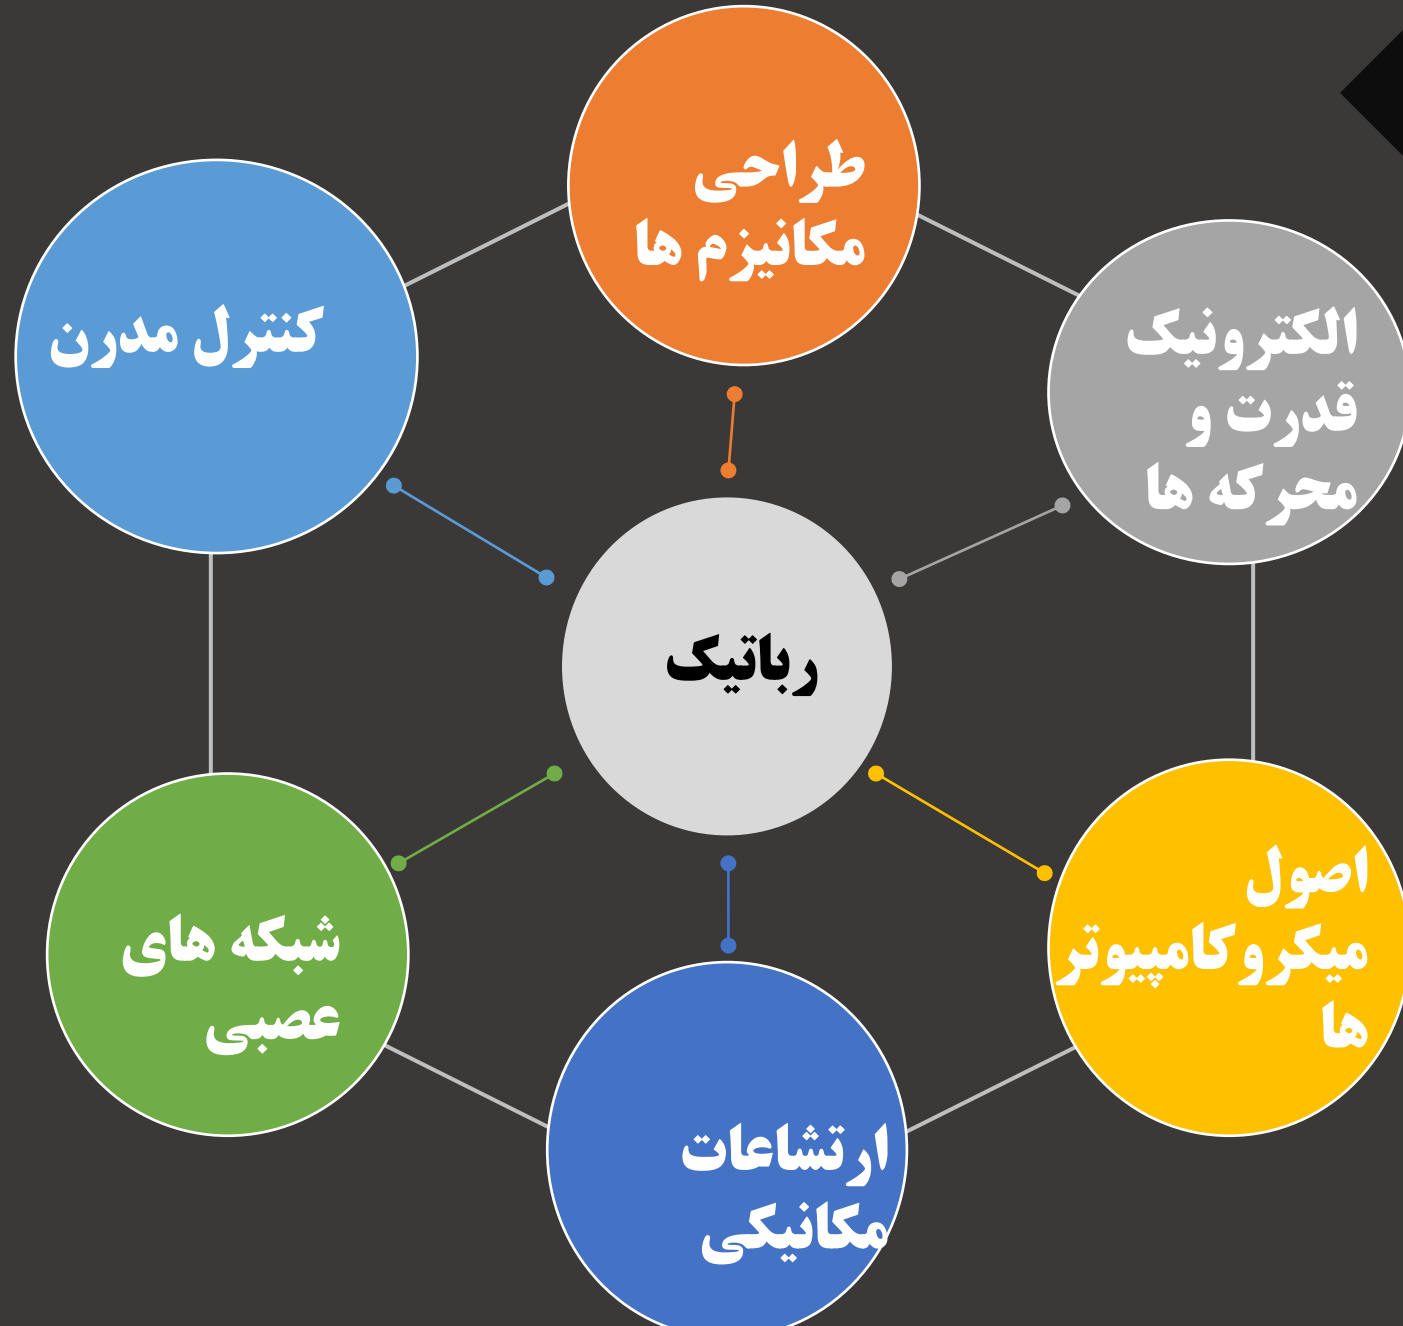 طراحی
مکانیزم ها
الکترونیک
قدرت و
محرکه ها
کنترل مدرن
رباتیک
اصول
میکروکامپیوتر
ها
شبکه های
عصبی
ارتشاعات
مکانیکی